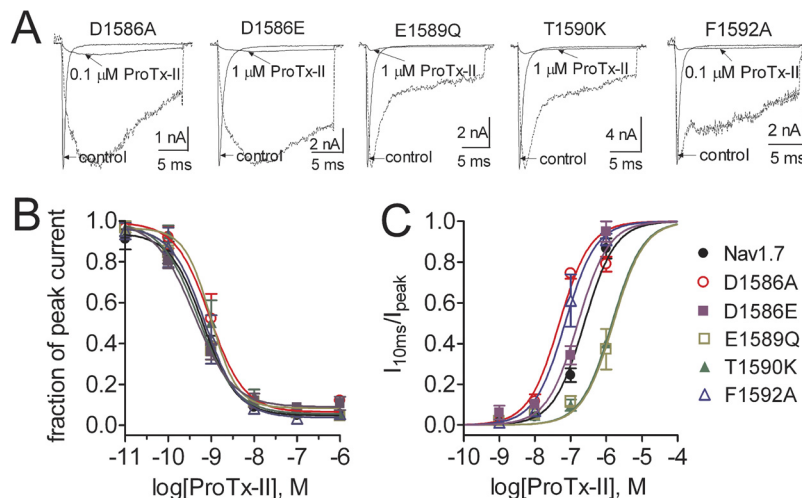 A
D1586A
D1586E
E1589Q
T1590K
F1592A
0.1 μM ProTx-II
1 μM ProTx-II
1 μM ProTx-II
1 μM ProTx-II
0.1 μM ProTx-II
control
control
control
control
control
1 nA
5 ms
2 nA
5 ms
2 nA
5 ms
4 nA
5 ms
2 nA
5 ms
B
fraction of peak current
1.0
0.8
0.6
0.4
0.2
0.0
-11 -10 -9 -8 -7 -6
log[ProTx-II], M
C
I10ms/Ipeak
1.0
0.8
0.6
0.4
0.2
0.0
-10 -9 -8 -7 -6 -5 -4
log[ProTx-II], M
Nav1.7
D1586A
D1586E
E1589Q
T1590K
F1592A